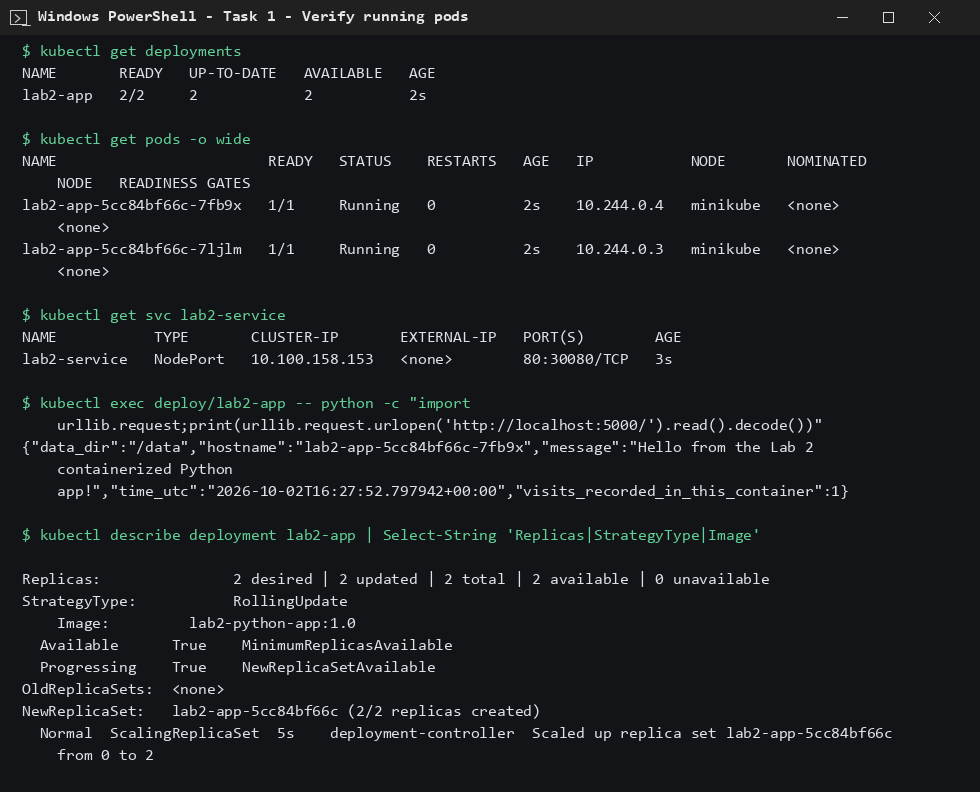 Windows PowerShell - Task 1 - Verify running pods
$ kubectl get deployments
NAME       READY   UP-TO-DATE   AVAILABLE   AGE
lab2-app   2/2     2            2           2s
$ kubectl get pods -o wide
NAME                        READY   STATUS    RESTARTS   AGE   IP           NODE       NOMINATED
    NODE   READINESS GATES
lab2-app-5cc84bf66c-7fb9x   1/1     Running   0          2s    10.244.0.4   minikube   <none>
    <none>
lab2-app-5cc84bf66c-7ljlm   1/1     Running   0          2s    10.244.0.3   minikube   <none>
    <none>
$ kubectl get svc lab2-service
NAME           TYPE       CLUSTER-IP       EXTERNAL-IP   PORT(S)        AGE
lab2-service   NodePort   10.100.158.153   <none>        80:30080/TCP   3s
$ kubectl exec deploy/lab2-app -- python -c "import
    urllib.request;print(urllib.request.urlopen('http://localhost:5000/').read().decode())"
{"data_dir":"/data","hostname":"lab2-app-5cc84bf66c-7fb9x","message":"Hello from the Lab 2
    containerized Python
    app!","time_utc":"2026-10-02T16:27:52.797942+00:00","visits_recorded_in_this_container":1}
$ kubectl describe deployment lab2-app | Select-String 'Replicas|StrategyType|Image'
Replicas:               2 desired | 2 updated | 2 total | 2 available | 0 unavailable
StrategyType:           RollingUpdate
    Image:         lab2-python-app:1.0
  Available      True    MinimumReplicasAvailable
  Progressing    True    NewReplicaSetAvailable
OldReplicaSets:  <none>
NewReplicaSet:   lab2-app-5cc84bf66c (2/2 replicas created)
  Normal  ScalingReplicaSet  5s    deployment-controller  Scaled up replica set lab2-app-5cc84bf66c
    from 0 to 2